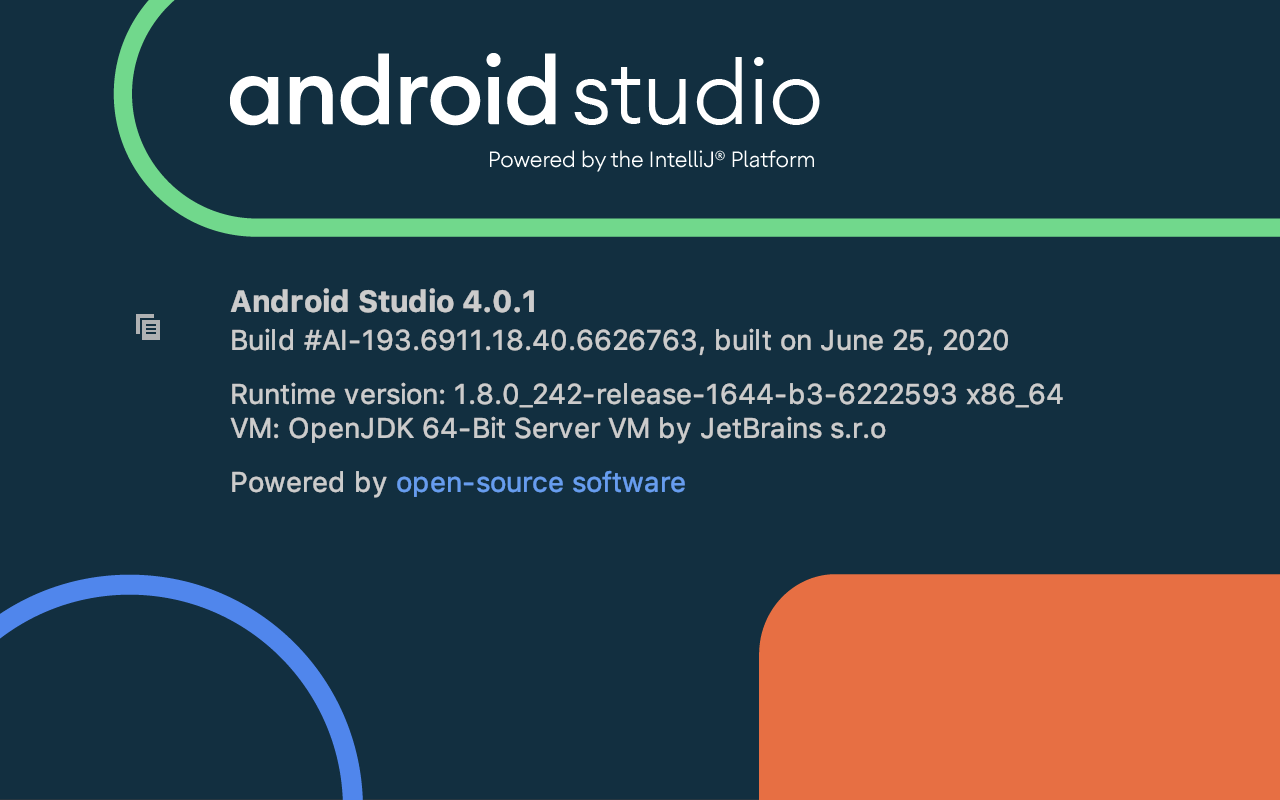 android studio
Powered by the IntelliJ® Platform
Android Studio 4.0.1
Build #AI-193.6911.18.40.6626763, built on June 25, 2020
Runtime version: 1.8.0_242-release-1644-b3-6222593 x86_64
VM: OpenJDK 64-Bit Server VM by JetBrains s.r.o
Powered by open-source software